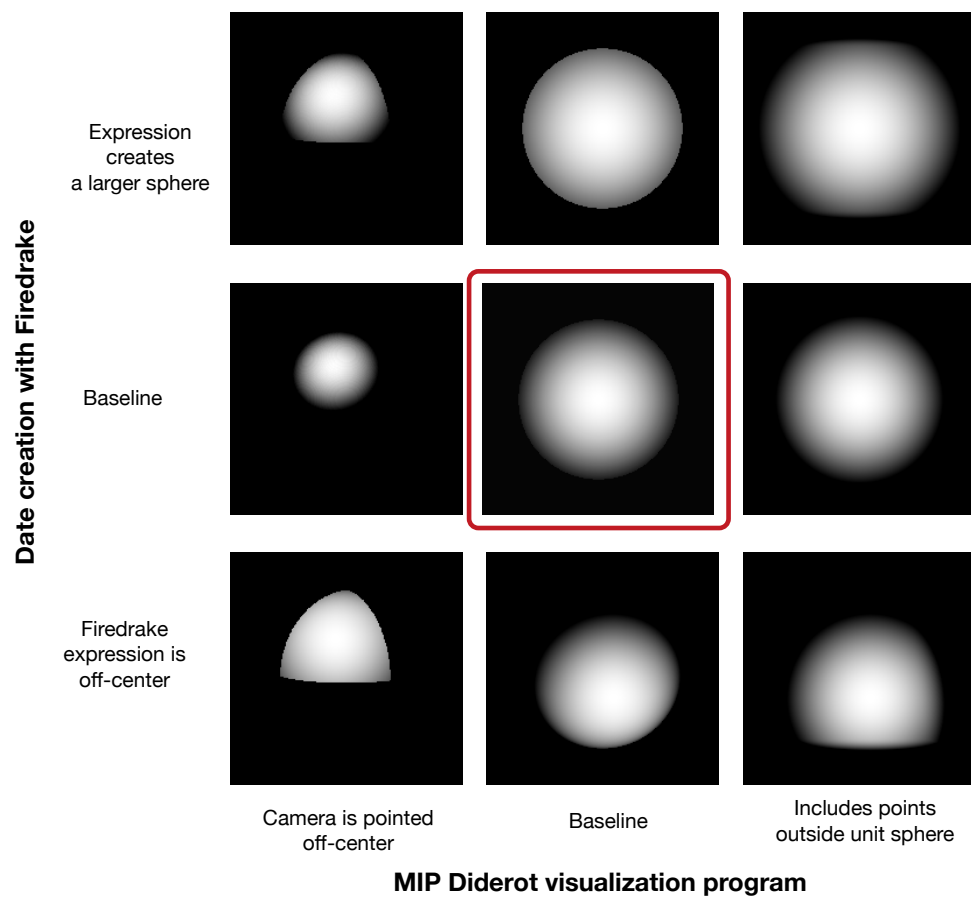 Expression
creates
a larger sphere
Date creation with Firedrake
Baseline
Firedrake
expression is
off-center
Camera is pointed
off-center
Baseline
Includes points
outside unit sphere
MIP Diderot visualization program